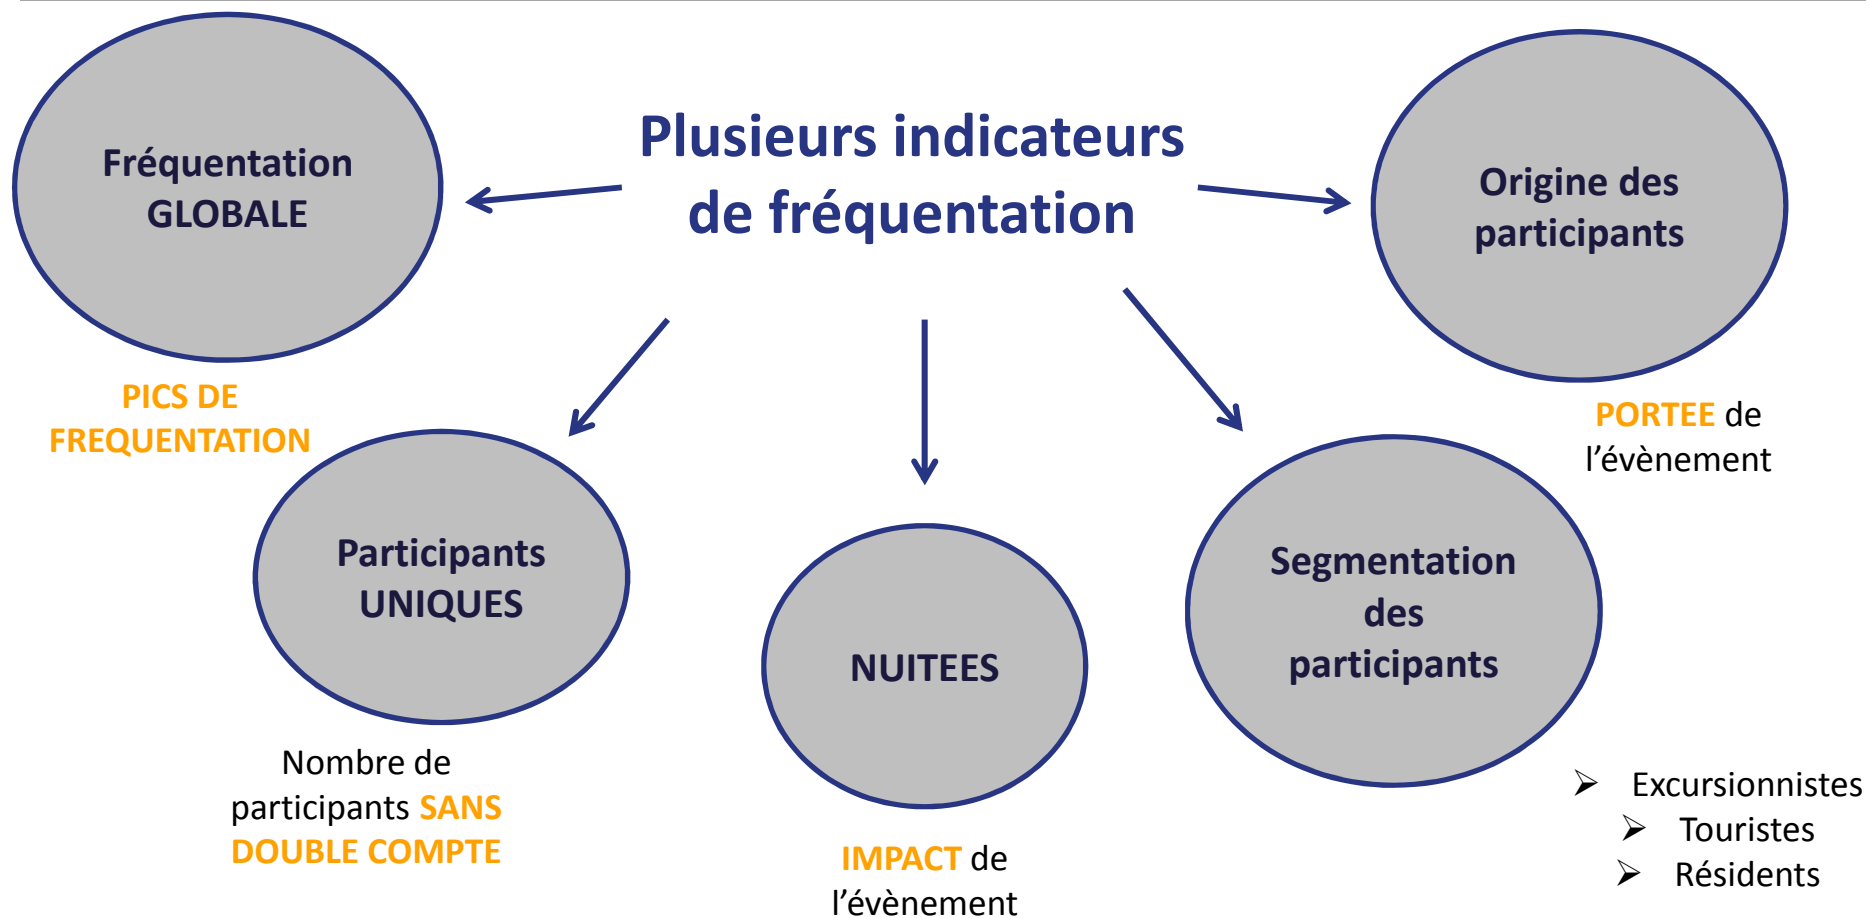 Plusieurs indicateurs
de fréquentation
Fréquentation
GLOBALE
PICS DE
FREQUENTATION
Participants
UNIQUES
Nombre de
participants SANS
DOUBLE COMPTE
NUITEES
IMPACT de
l’évènement
Segmentation
des
participants
➢ Excursionnistes
➢ Touristes
➢ Résidents
Origine des
participants
PORTEE de
l’évènement